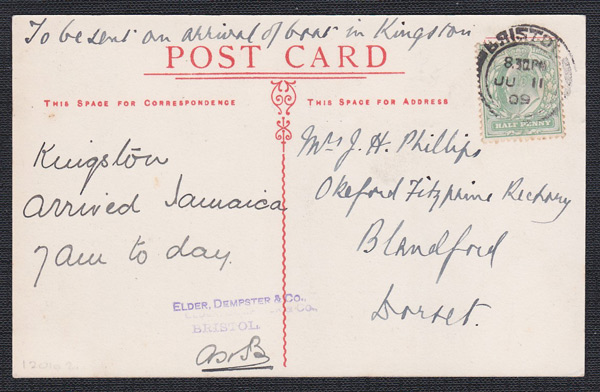 To be sent on arrival of boat in Kingston
POST CARD
THIS SPACE FOR CORRESPONDENCE
THIS SPACE FOR ADDRESS
BRISTOL
8.30PM
JU 11
09
HALF PENNY
Kingston
arrived Jamaica
7am to day.
Mrs J. H. Phillips
Okeford Fitzpaine Rectory
Blandford
Dorset.
ELDER, DEMPSTER & Co.,
BRISTOL.